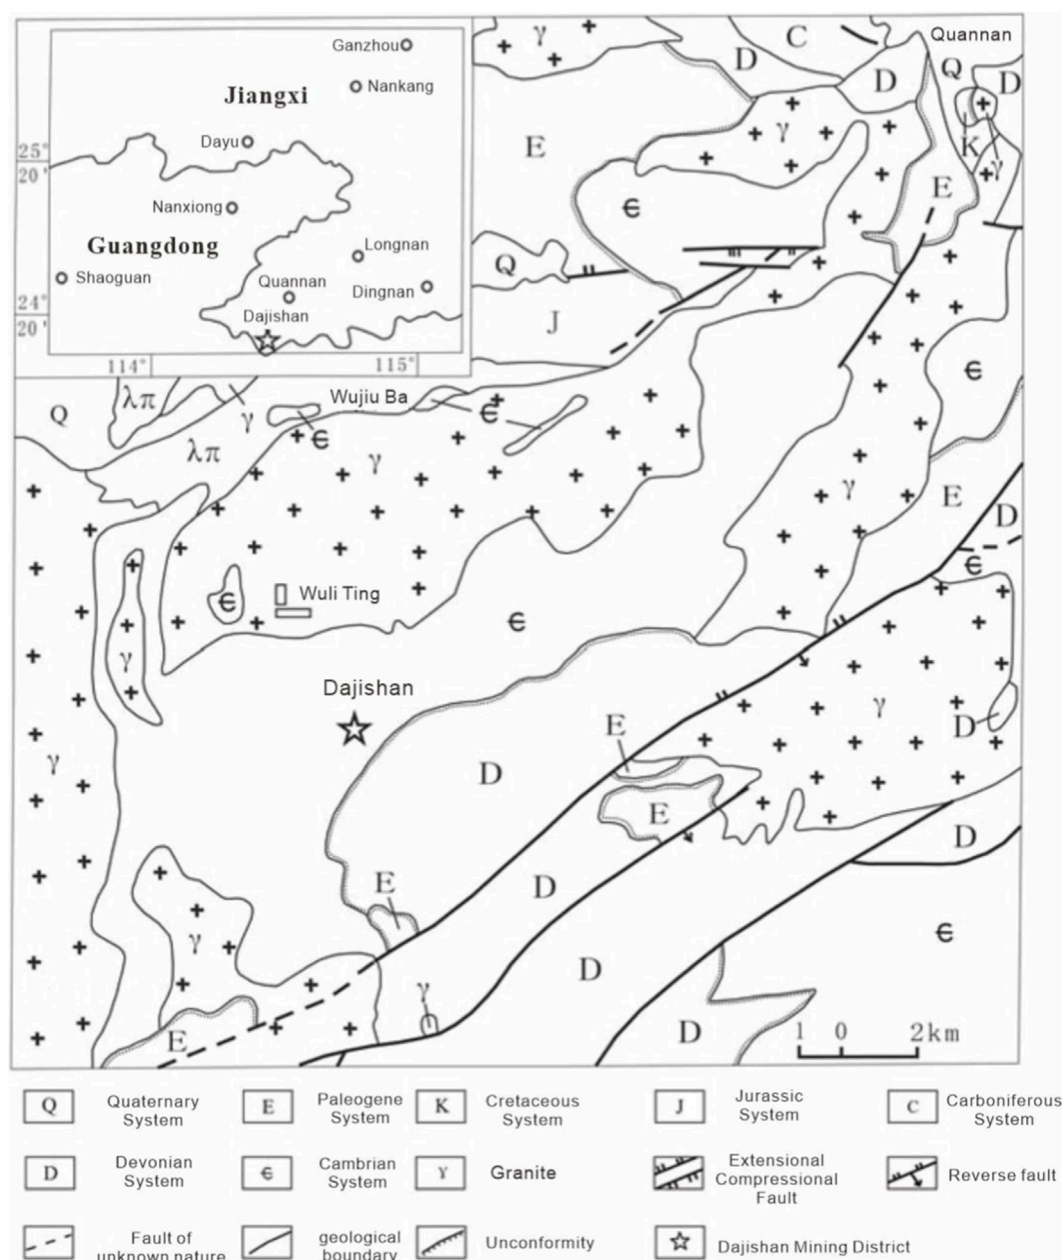 Ganzhou
Nankang
Jiangxi
25°
20'
Dayu
Nanxiong
Guangdong
Longnan
Shaoguan
Quannan
Dingnan
24°
20'
Dajishan
114°
115°
γ
D
C
Quannan
D
Q
D
E
γ
K
γ
E
Є
Q
J
Є
Q
λπ
γ
Wujiu Ba
Є
Є
λπ
γ
γ
E
D
Є
Є
Wuli Ting
Є
γ
Dajishan
γ
D
γ
E
D
E
D
E
D
Є
γ
D
γ
E
D
1 0 2km
Q Quaternary System
E Paleogene System
K Cretaceous System
J Jurassic System
C Carboniferous System
D Devonian System
Є Cambrian System
γ Granite
Extensional Compressional Fault
Reverse fault
Fault of unknown nature
geological boundary
Unconformity
Dajishan Mining District